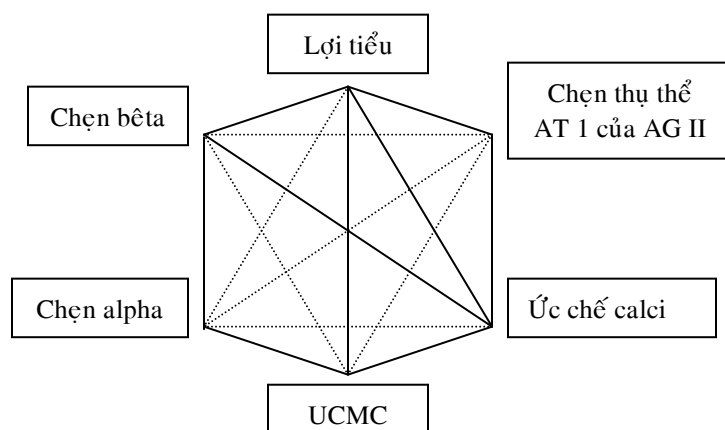 Lợi tiểu
Chẹn bêta
Chẹn thụ thể
AT 1 của AG II
Chẹn alpha
Ức chế calci
UCMC